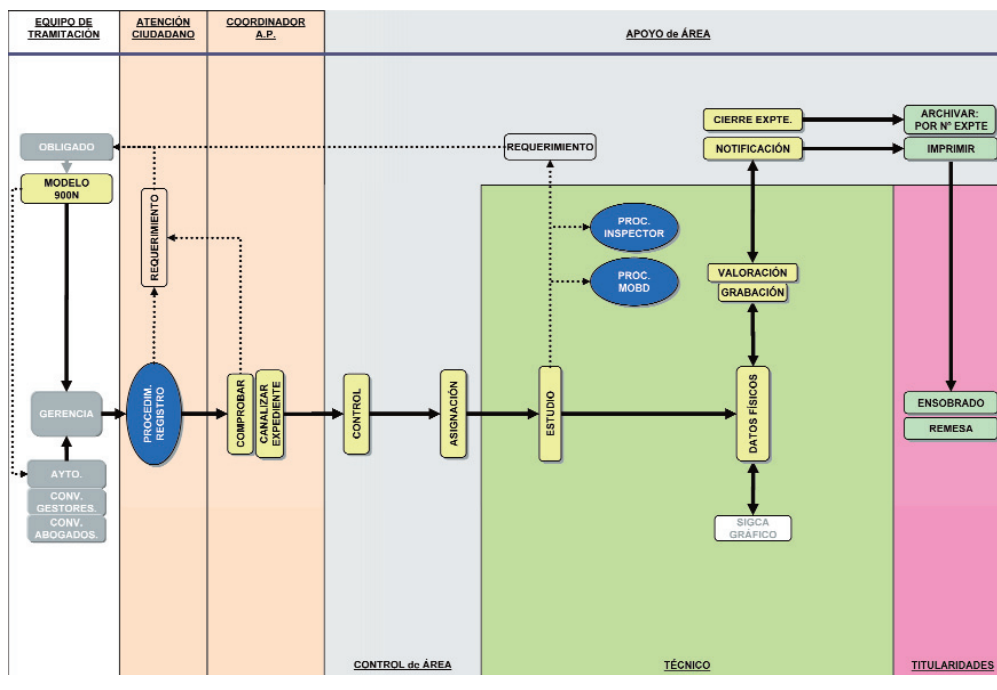 EQUIPO DE
TRAMITACIÓN
ATENCIÓN
CIUDADANO
COORDINADOR
A.P.
APOYO de ÁREA
CIERRE EXPTE.
ARCHIVAR:
POR Nº EXPTE
OBLIGADO
REQUERIMIENTO
NOTIFICACIÓN
IMPRIMIR
MODELO
900N
REQUERIMIENTO
PROC.
INSPECTOR
PROC.
MOBD
VALORACIÓN
GRABACIÓN
GERENCIA
PROCEDIM.
REGISTRO
COMPROBAR
CANALIZAR
EXPEDIENTE
CONTROL
ASIGNACIÓN
ESTUDIO
DATOS FÍSICOS
ENSOBRADO
REMESA
AYTO.
CONV.
GESTORES.
CONV.
ABOGADOS.
SIGCA
GRÁFICO
CONTROL de ÁREA
TÉCNICO
TITULARIDADES